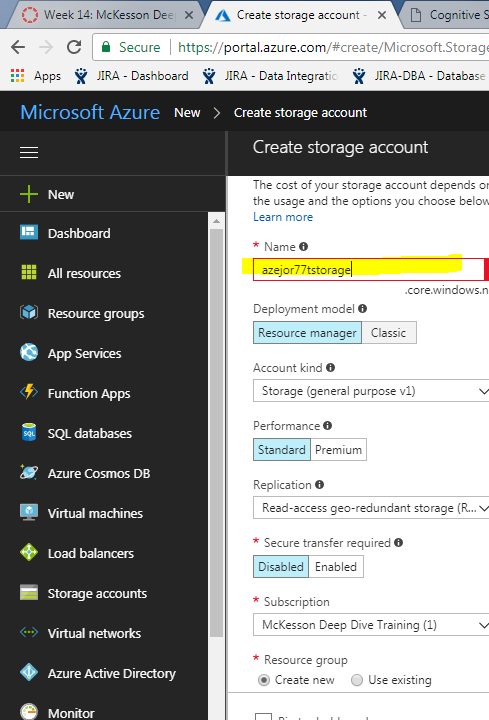 Week 14: McKesson Dee
Create storage account -
Cognitive S
Secure
https://portal.azure.com/#create/Microsoft.Storag
Apps
JIRA - Dashboard
JIRA - Data Integratio
JIRA-DBA - Database
Microsoft Azure New > Create storage account
Create storage account
The cost of your storage account depends or
the usage and the options you choose below
Learn more
New
* Name
azejor77tstorage
.core.windows.n
Dashboard
All resources
Resource groups
App Services
Function Apps
SQL databases
Azure Cosmos DB
Virtual machines
Load balancers
Storage accounts
Virtual networks
Azure Active Directory
Monitor
Deployment model
Resource manager Classic
Account kind
Storage (general purpose v1)
Performance
Standard Premium
Replication
Read-access geo-redundant storage (R...
* Secure transfer required
Disabled Enabled
* Subscription
McKesson Deep Dive Training (1)
* Resource group
Create new Use existing